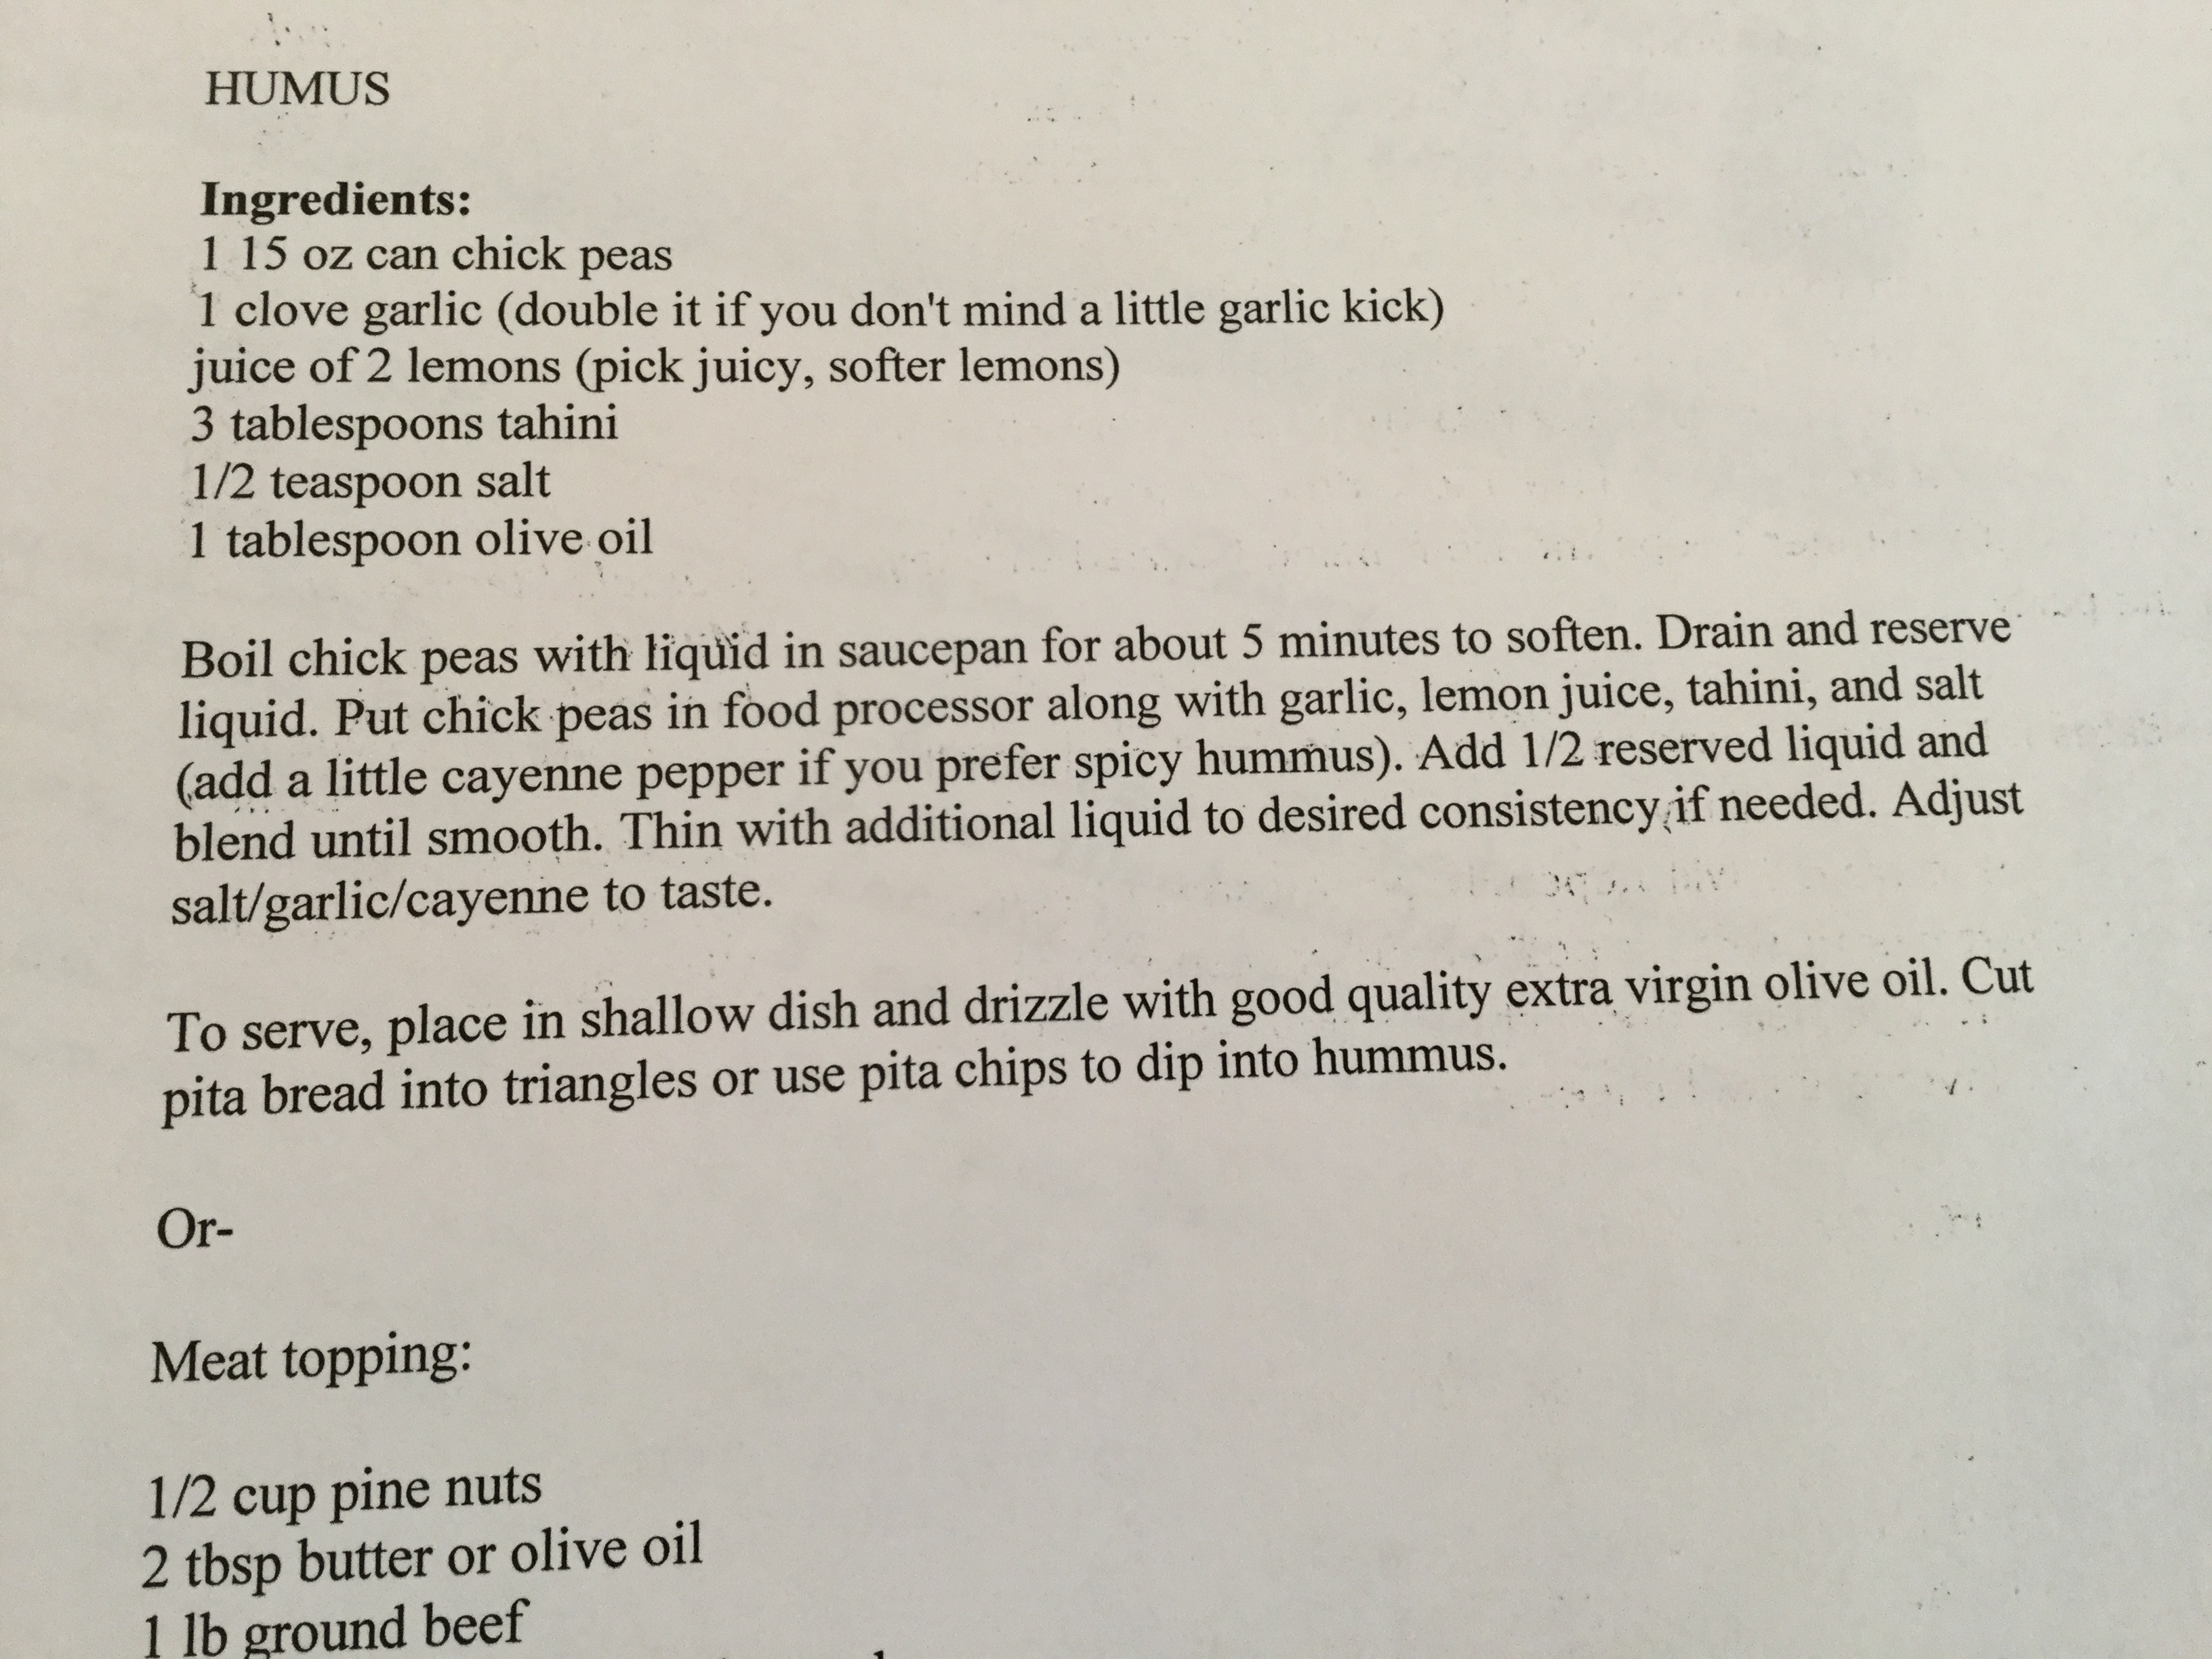 HUMUS
Ingredients:
1 15 oz can chick peas
1 clove garlic (double it if you don't mind a little garlic kick)
juice of 2 lemons (pick juicy, softer lemons)
3 tablespoons tahini
1/2 teaspoon salt
1 tablespoon olive oil
Boil chick peas with liquid in saucepan for about 5 minutes to soften. Drain and reserve
liquid. Put chick peas in food processor along with garlic, lemon juice, tahini, and salt
(add a little cayenne pepper if you prefer spicy hummus). Add 1/2 reserved liquid and
blend until smooth. Thin with additional liquid to desired consistency if needed. Adjust
salt/garlic/cayenne to taste.
To serve, place in shallow dish and drizzle with good quality extra virgin olive oil. Cut
pita bread into triangles or use pita chips to dip into hummus.
Or-
Meat topping:
1/2 cup pine nuts
2 tbsp butter or olive oil
1 lb ground beef